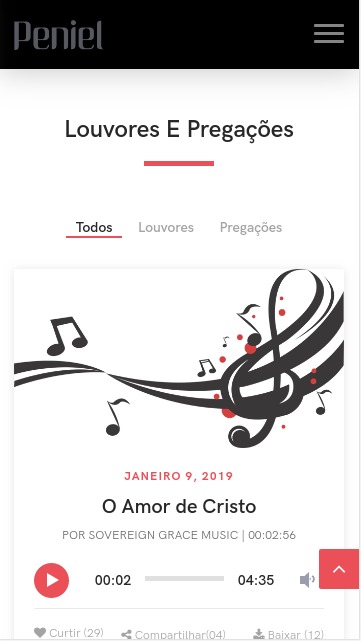 Peniel
Louvores E Pregações
Todos Louvores Pregações
JANEIRO 9, 2019
O Amor de Cristo
POR SOVEREIGN GRACE MUSIC | 00:02:56
00:02 04:35
Curtir (29) Compartilhar(04) Baixar (12)